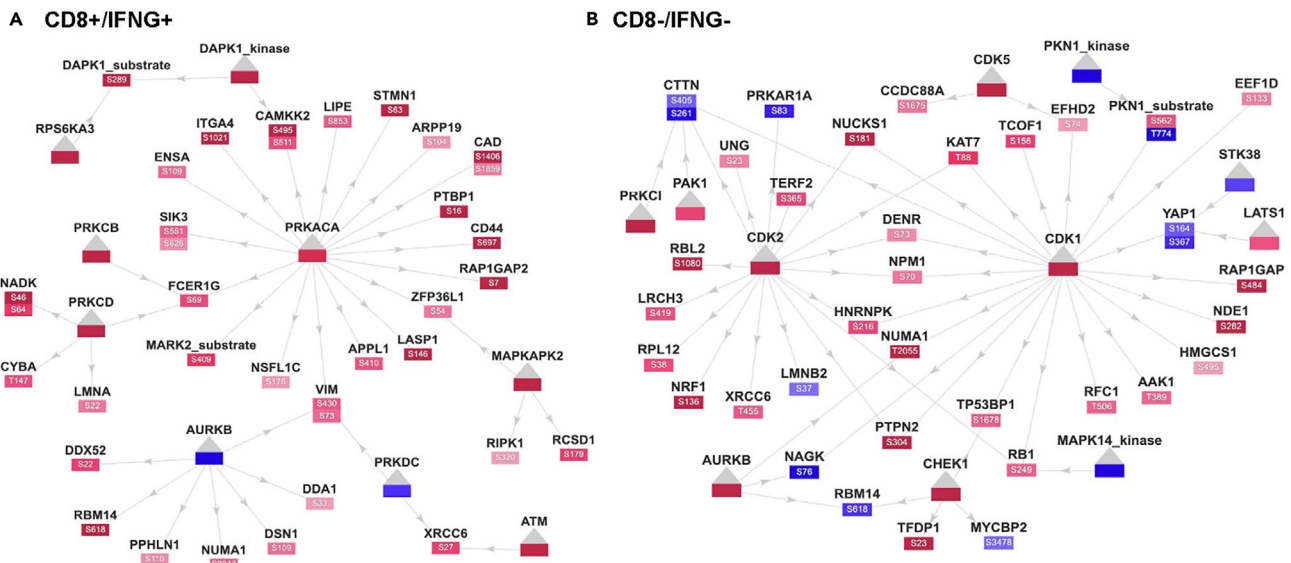 A CD8+/IFNG+
DAPK1_kinase
DAPK1_substrate
S289
RPS6KA3
CAMKK2
S495
S511
LIPE
S853
STMN1
S63
ITGA4
S1021
ARPP19
S104
CAD
S1406
S1859
ENSA
S109
PTBP1
S16
SIK3
S551
S626
PRKACA
CD44
S697
PRKCB
RAP1GAP2
S7
NADK
S46
S64
PRKCD
FCER1G
S69
ZFP36L1
S54
MARK2_substrate
S409
LASP1
S146
APPL1
S410
NSFL1C
S176
MAPKAPK2
CYBA
T147
LMNA
S22
VIM
S430
S73
AURKB
RIPK1
S320
RCSD1
S179
DDX52
S22
PRKDC
DDA1
S33
RBM14
S618
PPHLN1
S110
NUMA1
DSN1
S109
XRCC6
S27
ATM
B CD8-/IFNG-
PKN1_kinase
CDK5
CTTN
S405
S261
PRKAR1A
S83
CCDC88A
S1675
EEF1D
S133
EFHD2
S74
PKN1_substrate
S562
T774
NUCKS1
S181
TCOF1
S156
KAT7
T88
UNG
S23
STK38
PRKCI
PAK1
TERF2
S365
YAP1
S164
S367
LATS1
DENR
S73
RBL2
S1080
CDK2
CDK1
NPM1
S70
RAP1GAP
S484
LRCH3
S419
HNRNPK
S216
NDE1
S282
NUMA1
T2055
RPL12
S38
HMGCS1
S495
LMNB2
S37
NRF1
S136
XRCC6
T455
AAK1
T389
RFC1
T506
TP53BP1
S1678
PTPN2
S304
MAPK14_kinase
RB1
S249
AURKB
NAGK
S76
CHEK1
RBM14
S618
TFDP1
S23
MYCBP2
S3478